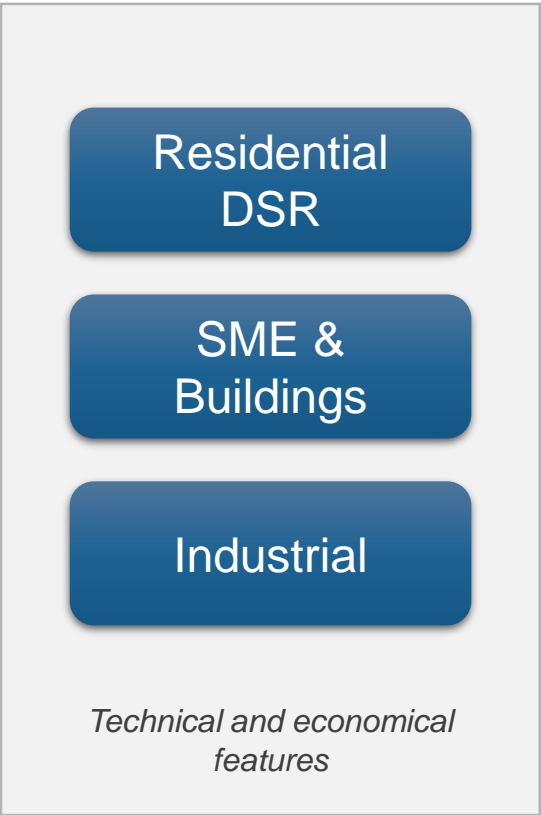 Residential
DSR
SME &
Buildings
Industrial
Technical and economical
features